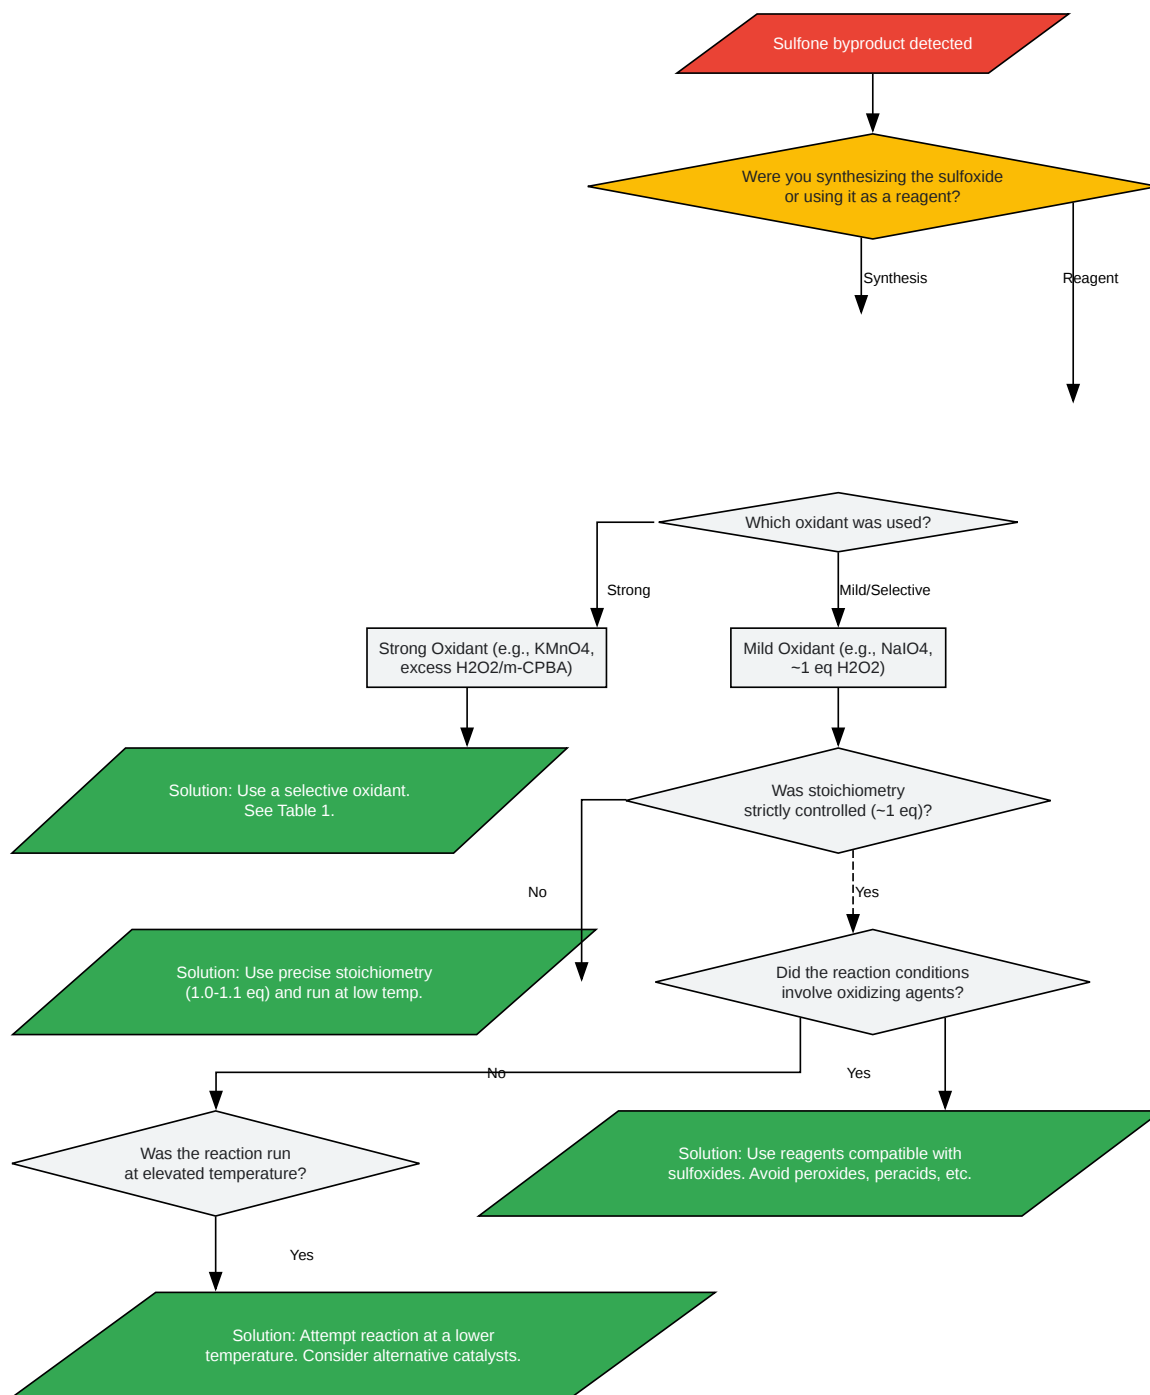 Sulfone byproduct detected
Were you synthesizing the sulfoxide
or using it as a reagent?
Synthesis
Reagent
Which oxidant was used?
Strong
Mild/Selective
Strong Oxidant (e.g., KMnO4,
excess H2O2/m-CPBA)
Mild Oxidant (e.g., NaIO4,
~1 eq H2O2)
Solution: Use a selective oxidant.
See Table 1.
Was stoichiometry
strictly controlled (~1 eq)?
No
Yes
Solution: Use precise stoichiometry
(1.0-1.1 eq) and run at low temp.
Did the reaction conditions
involve oxidizing agents?
No
Yes
Was the reaction run
at elevated temperature?
Solution: Use reagents compatible with
sulfoxides. Avoid peroxides, peracids, etc.
Yes
Solution: Attempt reaction at a lower
temperature. Consider alternative catalysts.